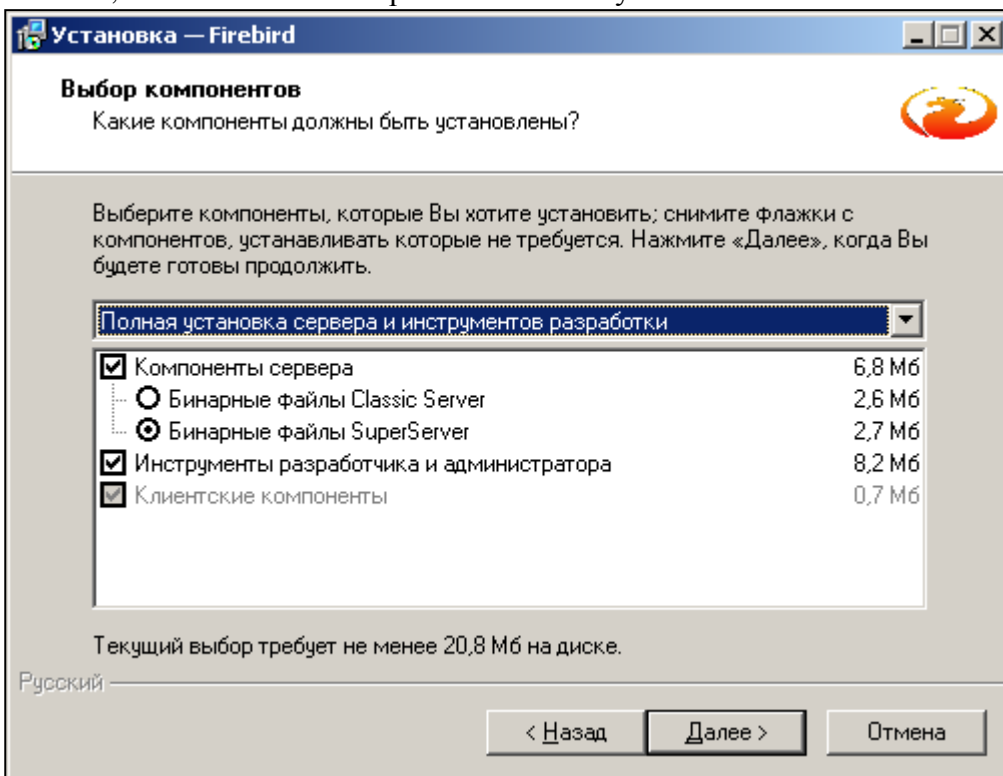 Установка — Firebird
Выбор компонентов
Какие компоненты должны быть установлены?
Выберите компоненты, которые Вы хотите установить; снимите флажки с
компонентов, устанавливать которые не требуется. Нажмите «Далее», когда Вы
будете готовы продолжить.
Полная установка сервера и инструментов разработки
Компоненты сервера 6,8 Мб
Бинарные файлы Classic Server 2,6 Мб
Бинарные файлы SuperServer 2,7 Мб
Инструменты разработчика и администратора 8,2 Мб
Клиентские компоненты 0,7 Мб
Текущий выбор требует не менее 20,8 Мб на диске.
Русский
< Назад Далее > Отмена